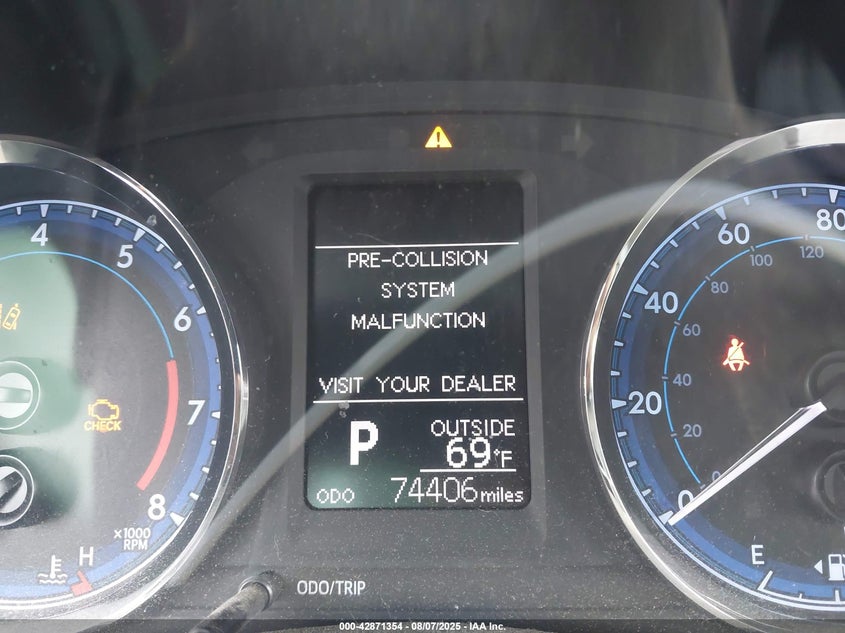 4
5
6
7
8
×1000
RPM
CHECK
H
PRE-COLLISION
SYSTEM
MALFUNCTION
VISIT YOUR DEALER
P
OUTSIDE
69°F
ODO 74406 miles
ODO/TRIP
0
20
40
60
80
0
20
40
60
80
100
120
E
000-42871354 | 08/07/2025 - IAA Inc.